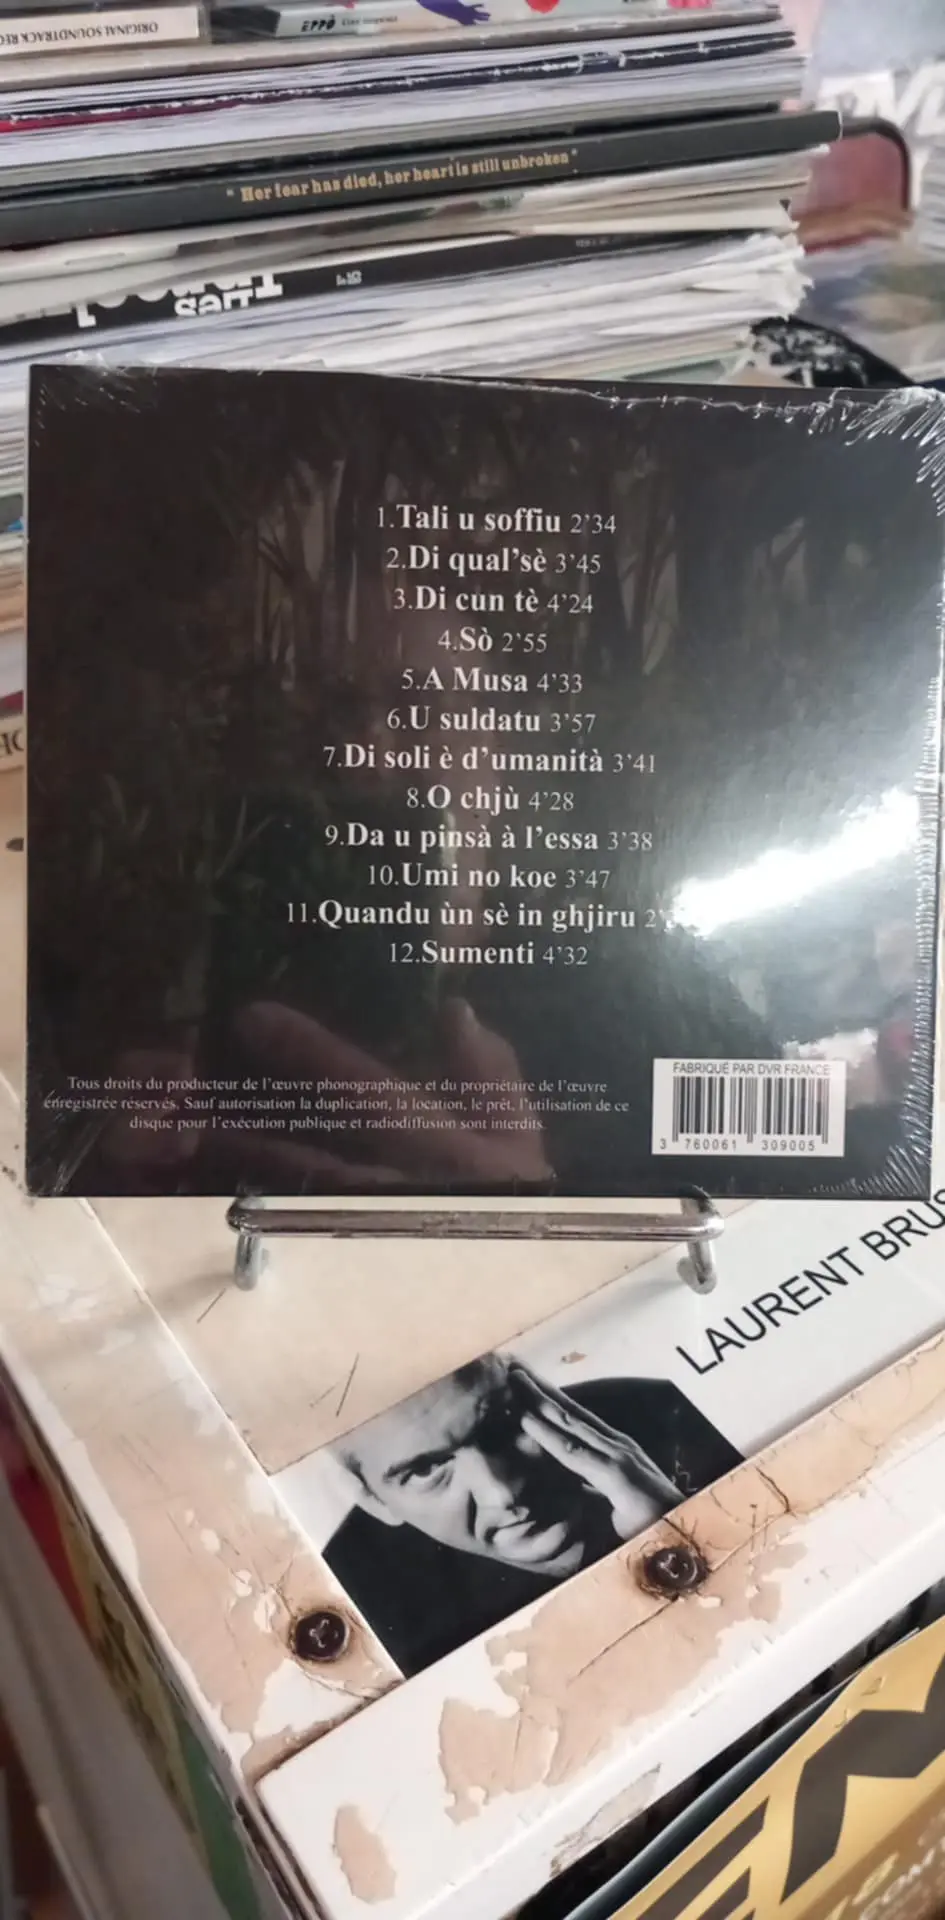 ORIGINAL SOUNDTRACK REC
EPPÒ
" Her fear has died, her heart is still unbroken "
1.Tali u soffiu 2'34
2.Di qual'sè 3'45
3.Di cun tè 4'24
4.Sò 2'55
5.A Musa 4'33
6.U suldatu 3'57
7.Di soli è d'umanità 3'41
8.O chjù 4'28
9.Da u pinsà à l'essa 3'38
10.Umi no koe 3'47
11.Quandu ùn sè in ghjiru 2'
12.Sumenti 4'32
Tous droits du producteur de l'œuvre phonographique et du propriétaire de l'œuvre
enregistrée réservés. Sauf autorisation la duplication, la location, le prêt, l'utilisation de ce
disque pour l'exécution publique et radiodiffusion sont interdits.
FABRIQUÉ PAR DVR FRANCE
3 760061 309005
LAURENT BRUS